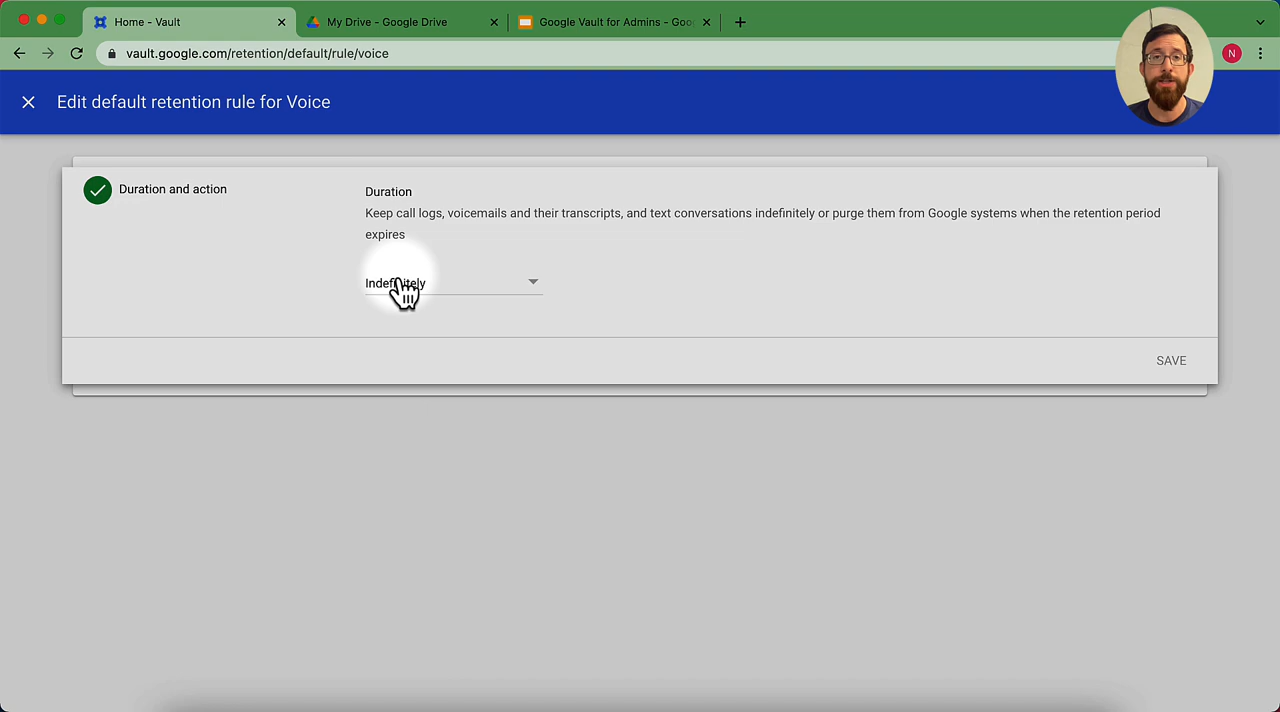 Home - Vault
My Drive - Google Drive
Google Vault for Admins - Goo
vault.google.com/retention/default/rule/voice
N
Edit default retention rule for Voice
Duration and action
Duration
Keep call logs, voicemails and their transcripts, and text conversations indefinitely or purge them from Google systems when the retention period
expires
Indefinitely
SAVE